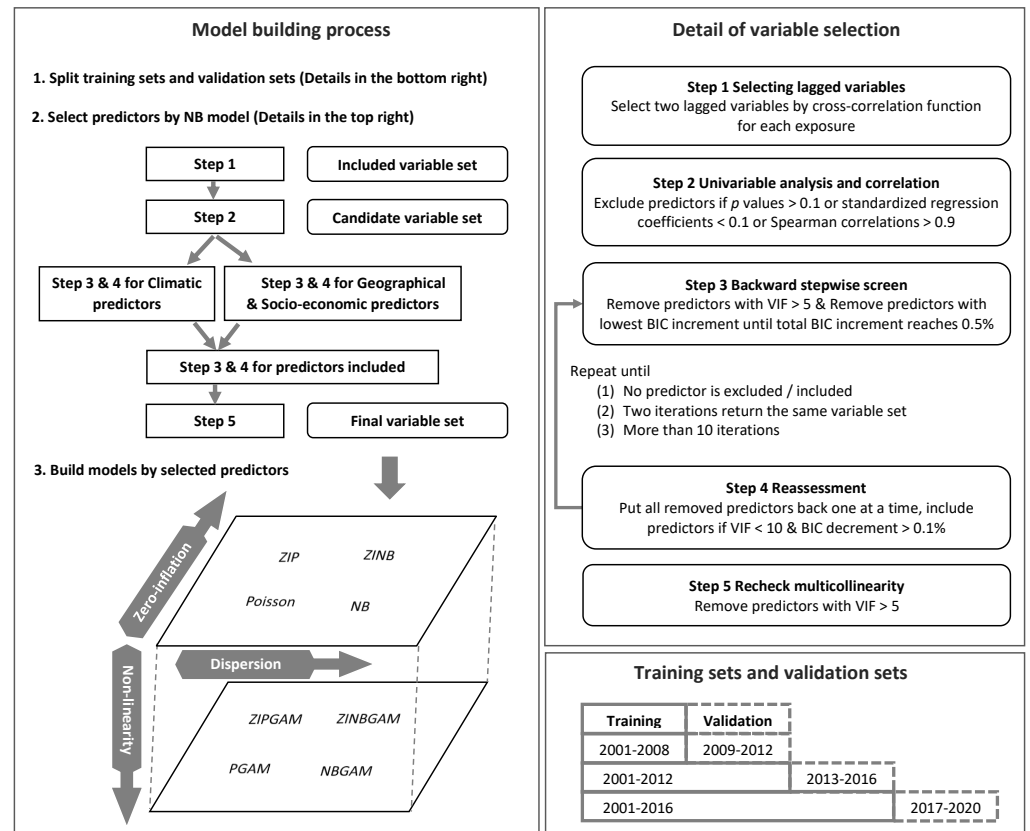 Model building process
1. Split training sets and validation sets (Details in the bottom right)
2. Select predictors by NB model (Details in the top right)
Step 1
Included variable set
Step 2
Candidate variable set
Step 3 & 4 for Climatic
predictors
Step 3 & 4 for Geographical
& Socio-economic predictors
Step 3 & 4 for predictors included
Step 5
Final variable set
3. Build models by selected predictors
Zero-inflation
ZIP
ZINB
Poisson
NB
Dispersion
Non-linearity
ZIPGAM
ZINBGAM
PGAM
NBGAM
Detail of variable selection
Step 1 Selecting lagged variables
Select two lagged variables by cross-correlation function
for each exposure
Step 2 Univariable analysis and correlation
Exclude predictors if p values > 0.1 or standardized regression
coefficients < 0.1 or Spearman correlations > 0.9
Step 3 Backward stepwise screen
Remove predictors with VIF > 5 & Remove predictors with
lowest BIC increment until total BIC increment reaches 0.5%
Repeat until
(1) No predictor is excluded / included
(2) Two iterations return the same variable set
(3) More than 10 iterations
Step 4 Reassessment
Put all removed predictors back one at a time, include
predictors if VIF < 10 & BIC decrement > 0.1%
Step 5 Recheck multicollinearity
Remove predictors with VIF > 5
Training sets and validation sets
Training
Validation
2001-2008
2009-2012
2001-2012
2013-2016
2001-2016
2017-2020